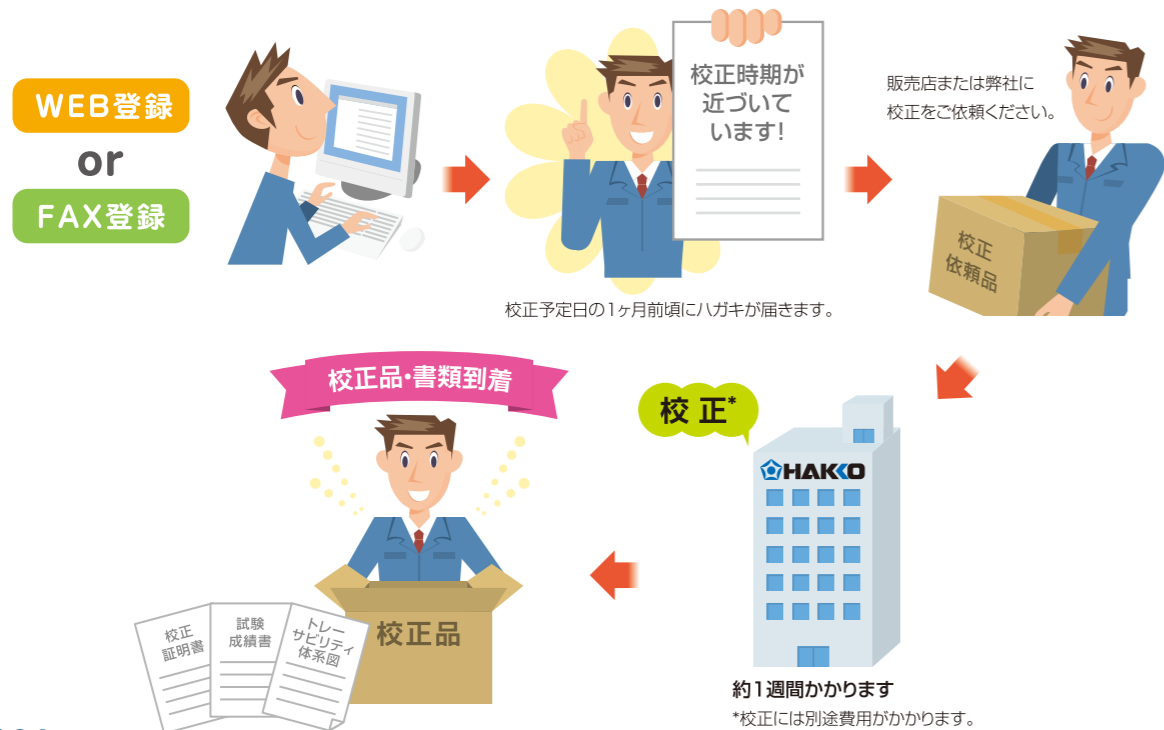 WEB登録
or
FAX登録
校正時期が
近づいて
います!
校正予定日の1ヶ月前頃にハガキが届きます。
販売店または弊社に
校正をご依頼ください。
校正
依頼品
校正*
HAKKO
約1週間かかります
*校正には別途費用がかかります。
校正品・書類到着
校正品
校正
証明書
試験
成績書
トレー
サビリティ
体系図